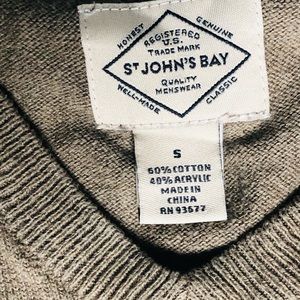 HONEST GENUINE
REGISTERED
U.S.
TRADE MARK
ST JOHN'S BAY
QUALITY
MENSWEAR
WELL-MADE CLASSIC
S
60% COTTON
40% ACRYLIC
MADE IN
CHINA
RN 93677